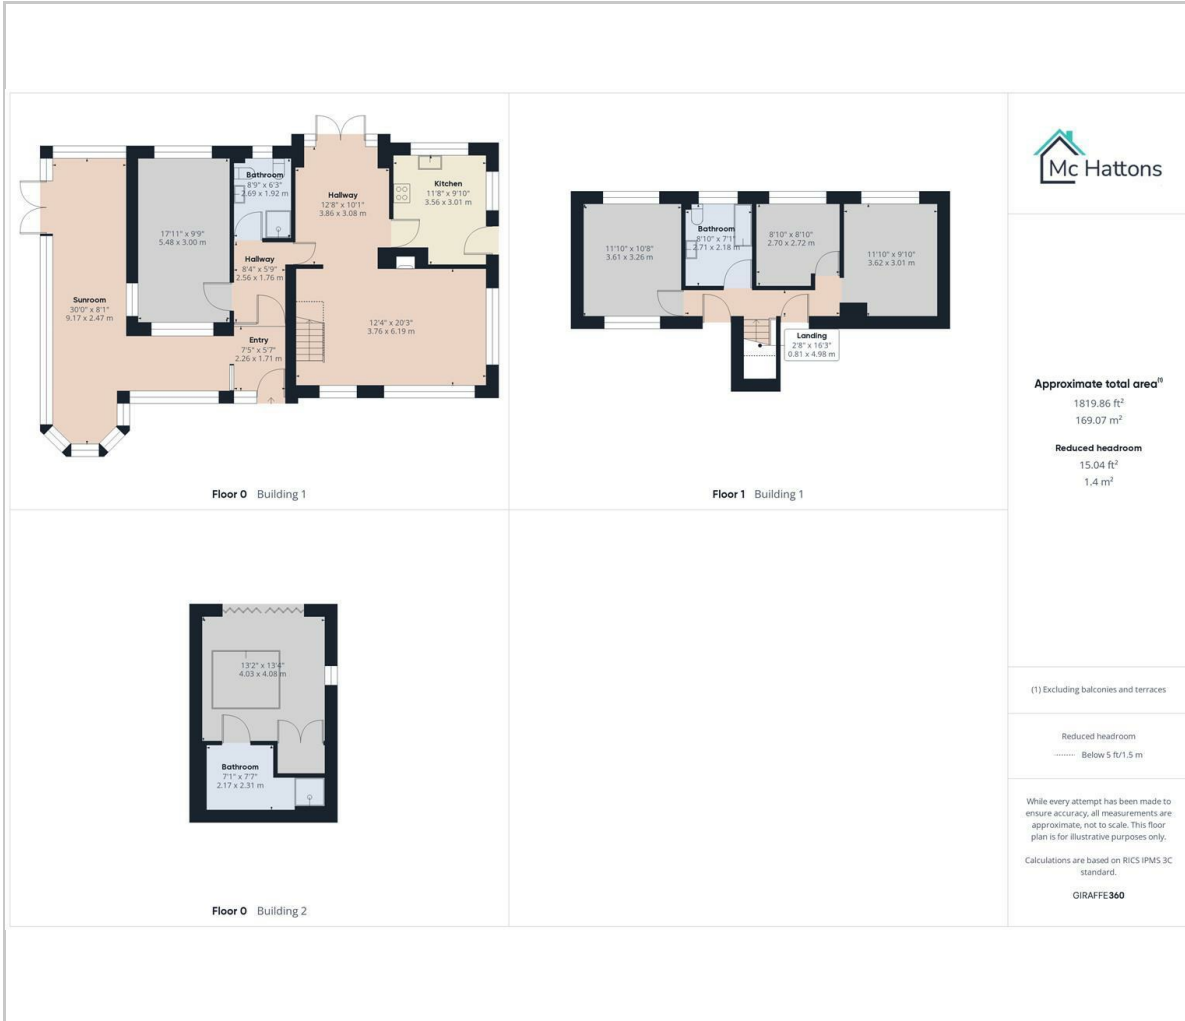 Bathroom
8'9" x 6'3"
2.69 x 1.92 m
Hallway
12'8" x 10'1"
3.86 x 3.08 m
Kitchen
11'8" x 9'10"
3.56 x 3.01 m
17'11" x 9'9"
5.48 x 3.00 m
Hallway
8'4" x 5'9"
2.56 x 1.76 m
Sunroom
30'0" x 8'1"
9.17 x 2.47 m
12'4" x 20'3"
3.76 x 6.19 m
Entry
7'5" x 5'7"
2.26 x 1.71 m
Floor 0 Building 1
11'10" x 10'8"
3.61 x 3.26 m
Bathroom
8'10" x 7'1"
2.71 x 2.18 m
8'10" x 8'10"
2.70 x 2.72 m
11'10" x 9'10"
3.62 x 3.01 m
Landing
2'8" x 16'3"
0.81 x 4.98 m
Floor 1 Building 1
13'2" x 13'4"
4.03 x 4.08 m
Bathroom
7'1" x 7'7"
2.17 x 2.31 m
Floor 0 Building 2
Mc Hattons
Approximate total area⁽¹⁾
1819.86 ft²
169.07 m²
Reduced headroom
15.04 ft²
1.4 m²
(1) Excluding balconies and terraces
Reduced headroom
Below 5 ft/1.5 m
While every attempt has been made to
ensure accuracy, all measurements are
approximate, not to scale. This floor
plan is for illustrative purposes only.
Calculations are based on RICS IPMS 3C
standard.
GIRAFFE360